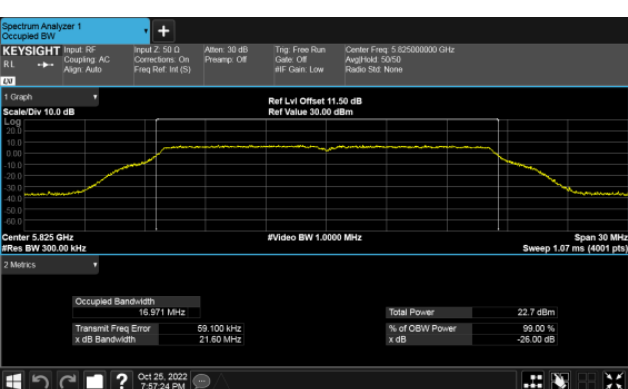 Spectrum Analyzer 1
Occupied BW
+
KEYSIGHT Input: RF
Coupling: AC
Align: Auto
RL
LXI
Input Z: 50 Ω
Corrections: On
Freq Ref: Int (S)
Atten: 30 dB
Preamp: Off
Trig: Free Run
Gate: Off
#IF Gain: Low
Center Freq: 5.825000000 GHz
Avg|Hold: 50/50
Radio Std: None
1 Graph
Scale/Div 10.0 dB
Ref Lvl Offset 11.50 dB
Ref Value 30.00 dBm
Log
20.0
10.0
0.00
-10.0
-20.0
-30.0
-40.0
-50.0
-60.0
Center 5.825 GHz
#Res BW 300.00 kHz
#Video BW 1.0000 MHz
Span 30 MHz
Sweep 1.07 ms (4001 pts)
2 Metrics
Occupied Bandwidth
16.971 MHz
Total Power 22.7 dBm
Transmit Freq Error 59.100 kHz
% of OBW Power 99.00 %
x dB Bandwidth 21.60 MHz
x dB -26.00 dB
?
Oct 25, 2022
7:57:24 PM